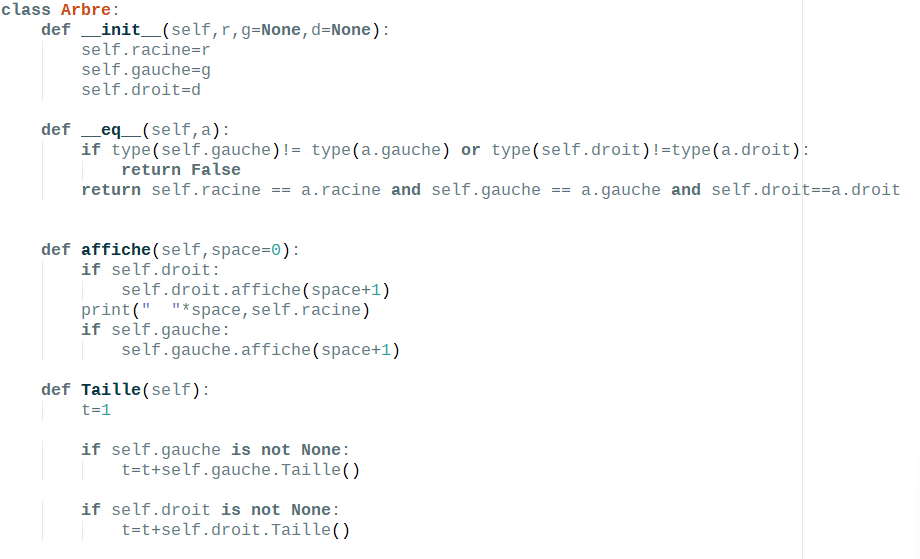 class Arbre:
    def __init__(self,r,g=None,d=None):
        self.racine=r
        self.gauche=g
        self.droit=d
    def __eq__(self,a):
        if type(self.gauche)!= type(a.gauche) or type(self.droit)!=type(a.droit):
            return False
        return self.racine == a.racine and self.gauche == a.gauche and self.droit==a.droit
    def affiche(self,space=0):
        if self.droit:
            self.droit.affiche(space+1)
        print("  "*space,self.racine)
        if self.gauche:
            self.gauche.affiche(space+1)
    def Taille(self):
        t=1
        if self.gauche is not None:
            t=t+self.gauche.Taille()
        if self.droit is not None:
            t=t+self.droit.Taille()